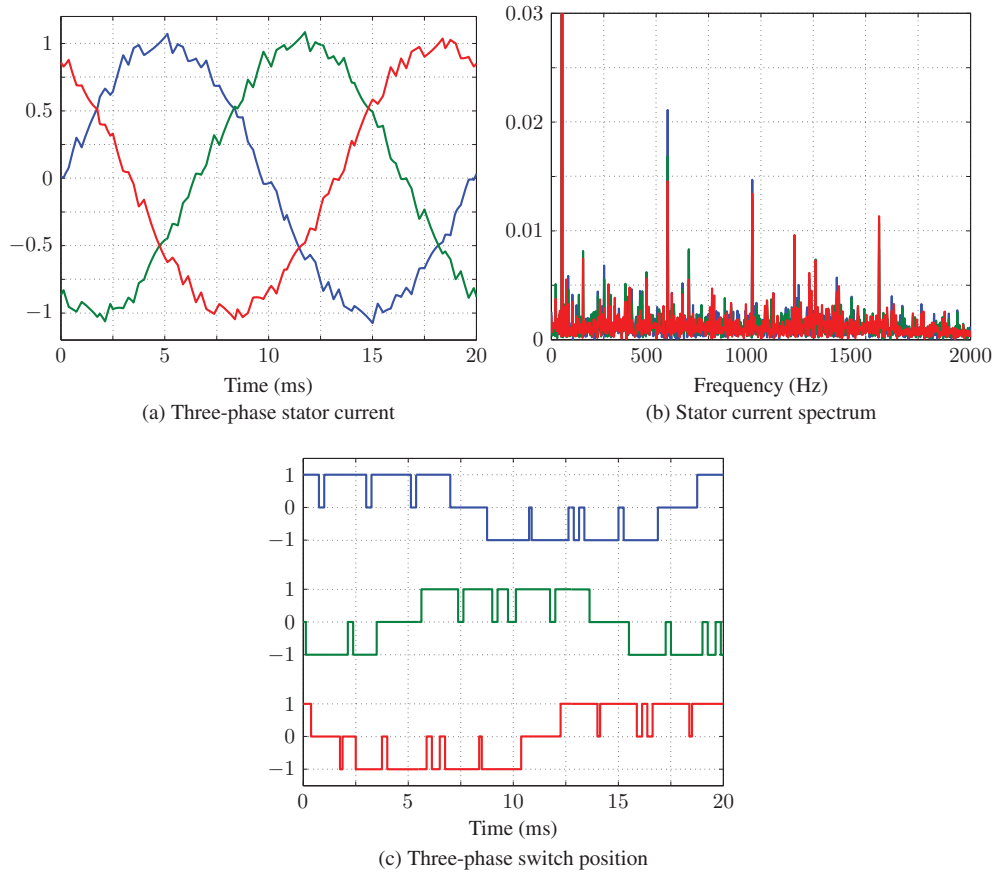 1
0.5
0
−0.5
−1
0 5 10 15 20
Time (ms)
(a) Three-phase stator current
0.03
0.02
0.01
0
0 500 1000 1500 2000
Frequency (Hz)
(b) Stator current spectrum
1
0
−1
1
0
−1
1
0
−1
0 5 10 15 20
Time (ms)
(c) Three-phase switch position